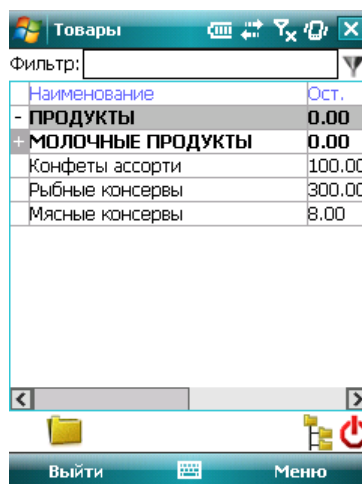 Товары
Фильтр:
Наименование Ост.
- ПРОДУКТЫ 0.00
+ МОЛОЧНЫЕ ПРОДУКТЫ 0.00
Конфеты ассорти 100.00
Рыбные консервы 300.00
Мясные консервы 8.00
Выйти Меню